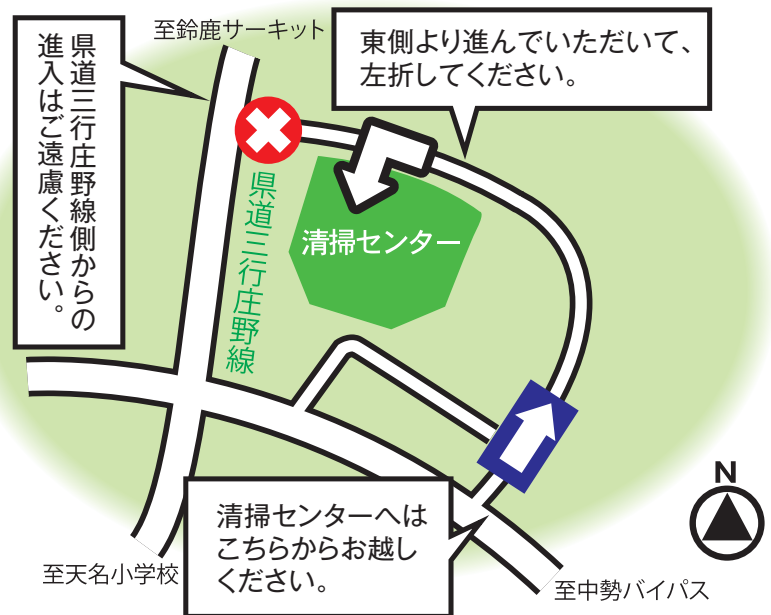 至鈴鹿サーキット
東側より進んでいただいて、
左折してください。
県道三行庄野線側からの
進入はご遠慮ください。
県道三行庄野線
清掃センター
清掃センターへは
こちらからお越し
ください。
N
至天名小学校
至中勢バイパス